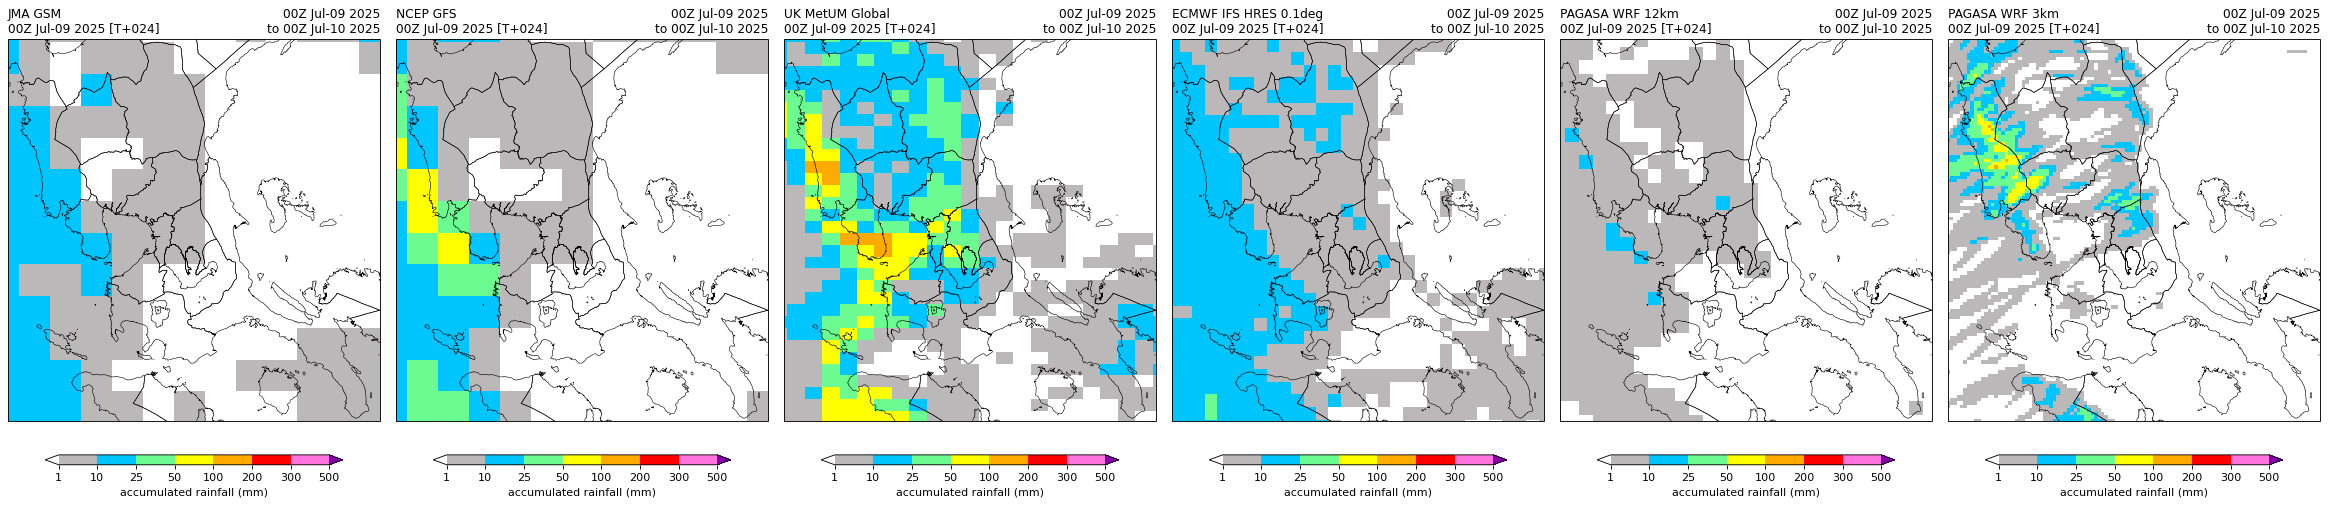 JMA GSM 00Z Jul-09 2025
00Z Jul-09 2025 [T+024] to 00Z Jul-10 2025
1 10 25 50 100 200 300 500
accumulated rainfall (mm)
NCEP GFS 00Z Jul-09 2025
00Z Jul-09 2025 [T+024] to 00Z Jul-10 2025
1 10 25 50 100 200 300 500
accumulated rainfall (mm)
UK MetUM Global 00Z Jul-09 2025
00Z Jul-09 2025 [T+024] to 00Z Jul-10 2025
1 10 25 50 100 200 300 500
accumulated rainfall (mm)
ECMWF IFS HRES 0.1deg 00Z Jul-09 2025
00Z Jul-09 2025 [T+024] to 00Z Jul-10 2025
1 10 25 50 100 200 300 500
accumulated rainfall (mm)
PAGASA WRF 12km 00Z Jul-09 2025
00Z Jul-09 2025 [T+024] to 00Z Jul-10 2025
1 10 25 50 100 200 300 500
accumulated rainfall (mm)
PAGASA WRF 3km 00Z Jul-09 2025
00Z Jul-09 2025 [T+024] to 00Z Jul-10 2025
1 10 25 50 100 200 300 500
accumulated rainfall (mm)